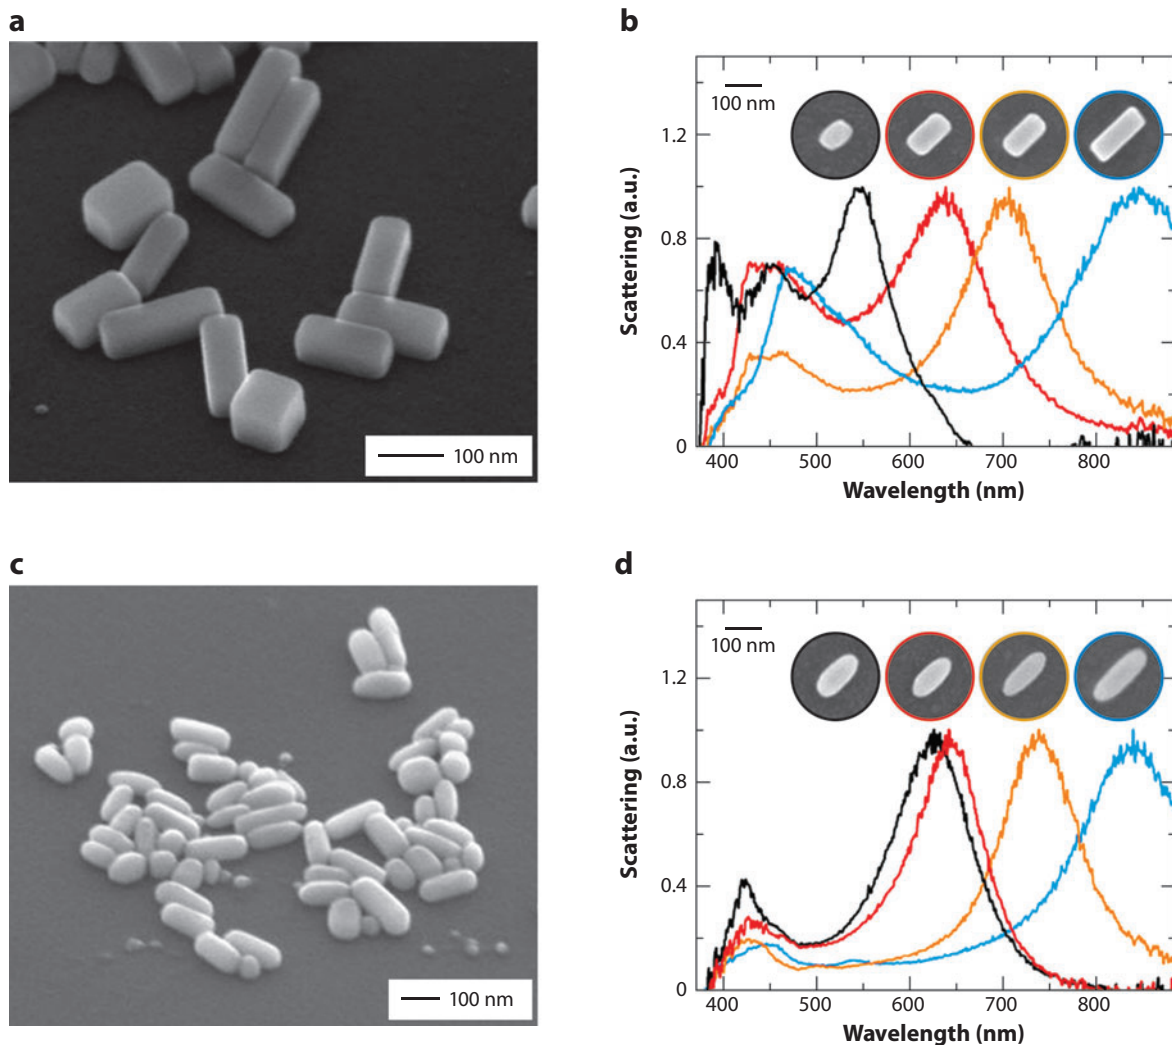 a
100 nm
b
100 nm
Scattering (a.u.)
1.2
0.8
0.4
0
400 500 600 700 800
Wavelength (nm)
c
100 nm
d
100 nm
Scattering (a.u.)
1.2
0.8
0.4
0
400 500 600 700 800
Wavelength (nm)